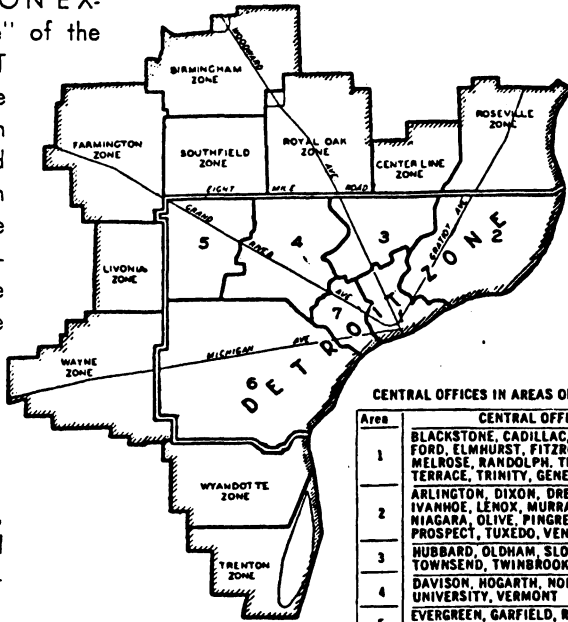 ON EX-
e" of the
T
e
n
d
n
e
-
e
e
BIRMINGHAM
ZONE
WOODWARD
AVE
FARMINGTON
ZONE
SOUTHFIELD
ZONE
ROYAL OAK
ZONE
CENTER LINE
ZONE
ROSEVILLE
ZONE
EIGHT MILE ROAD
GRAND RIVER AVE
GRATIOT AVE
5
4
3
2
7
6
LIVONIA
ZONE
WAYNE
ZONE
MICHIGAN AVE
DETROIT ZONE
WYANDOTTE
ZONE
TRENTON
ZONE
CENTRAL OFFICES IN AREAS O
Area
CENTRAL OFFI
1
BLACKSTONE, CADILLAC,
FORD, ELMHURST, FITZR
MELROSE, RANDOLPH, T
TERRACE, TRINITY, GENE
2
ARLINGTON, DIXON, DRE
IVANHOE, LENOX, MURRA
NIAGARA, OLIVE, PINGRE
PROSPECT, TUXEDO, VEN
3
HUBBARD, OLDHAM, SLO
TOWNSEND, TWINBROOK
4
DAVISON, HOGARTH, NO
UNIVERSITY, VERMONT
EVERGREEN, GARFIELD, R